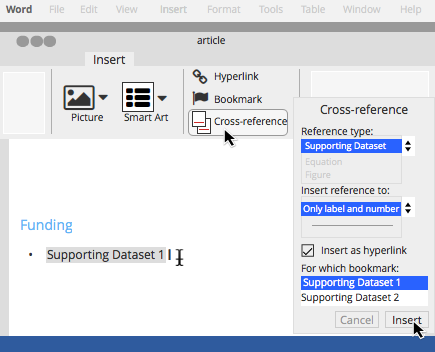 Word File Edit View Insert Format Tools Table Window Help
article
Insert
Picture
Smart Art
Hyperlink
Bookmark
Cross-reference
Cross-reference
Reference type:
Supporting Dataset
Equation
Figure
Insert reference to:
Only label and number
Insert as hyperlink
For which bookmark:
Supporting Dataset 1
Supporting Dataset 2
Cancel Insert
Funding
• Supporting Dataset 1